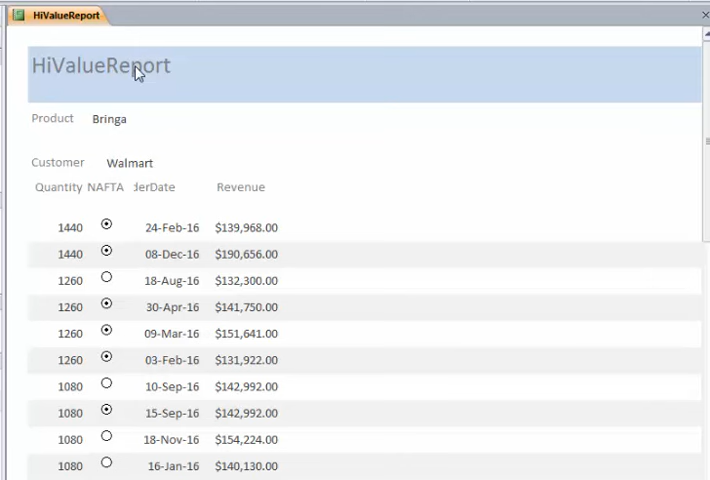 HiValueReport
HiValueReport
Product Bringa
Customer Walmart
Quantity NAFTA derDate Revenue
1440 24-Feb-16 $139,968.00
1440 08-Dec-16 $190,656.00
1260 18-Aug-16 $132,300.00
1260 30-Apr-16 $141,750.00
1260 09-Mar-16 $151,641.00
1260 03-Feb-16 $131,922.00
1080 10-Sep-16 $142,992.00
1080 15-Sep-16 $142,992.00
1080 18-Nov-16 $154,224.00
1080 16-Jan-16 $140,130.00